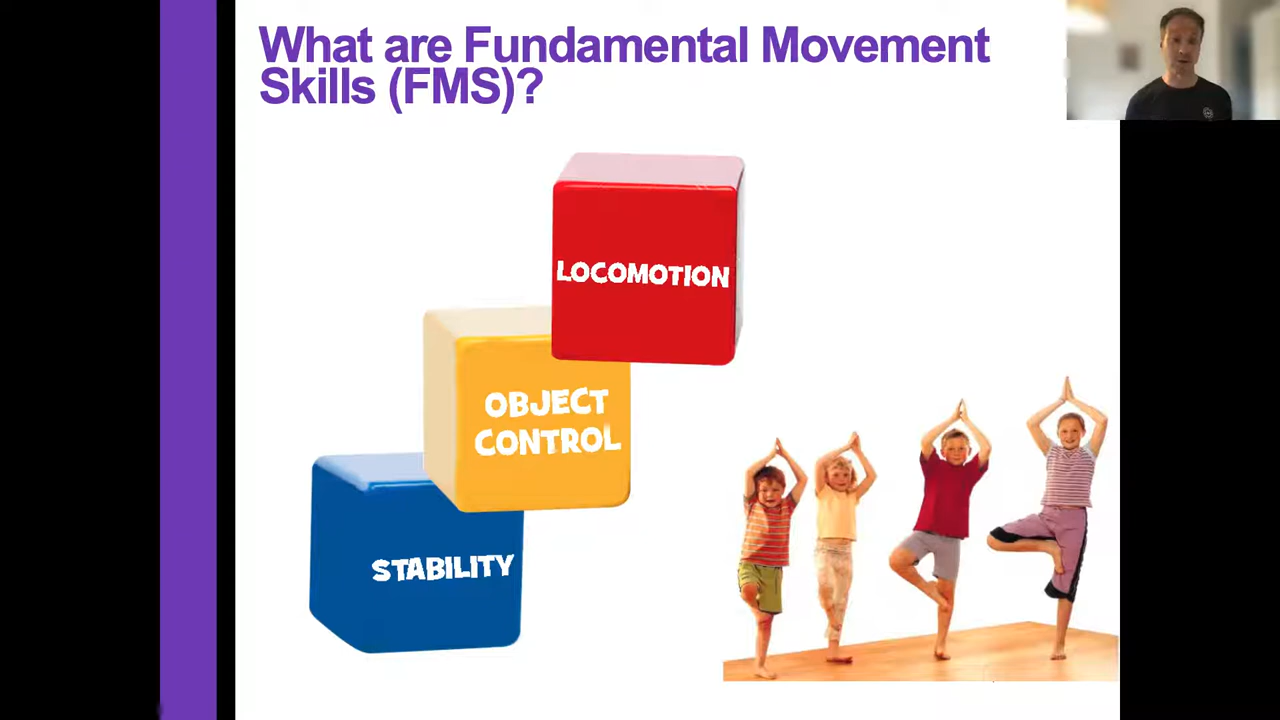 What are Fundamental Movement
Skills (FMS)?
LOCOMOTION
OBJECT
CONTROL
STABILITY